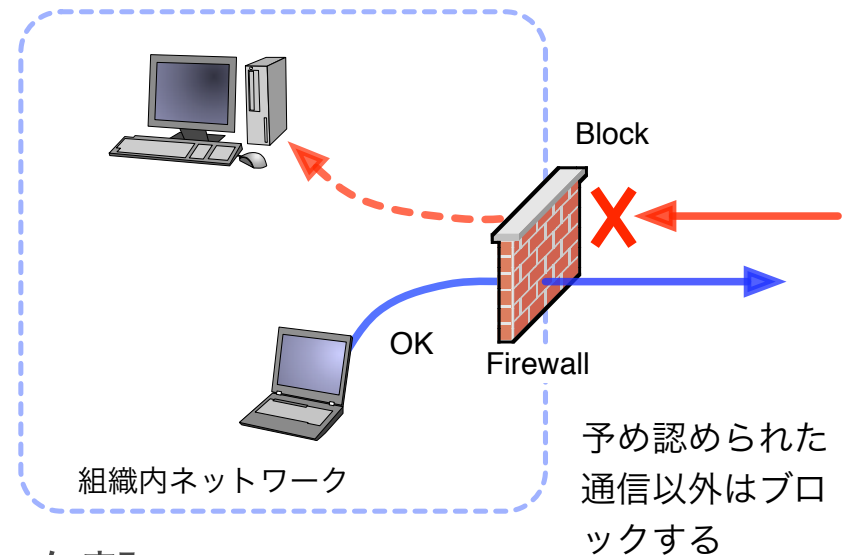 Block
OK
Firewall
組織内ネットワーク
予め認められた
通信以外はブロ
ックする